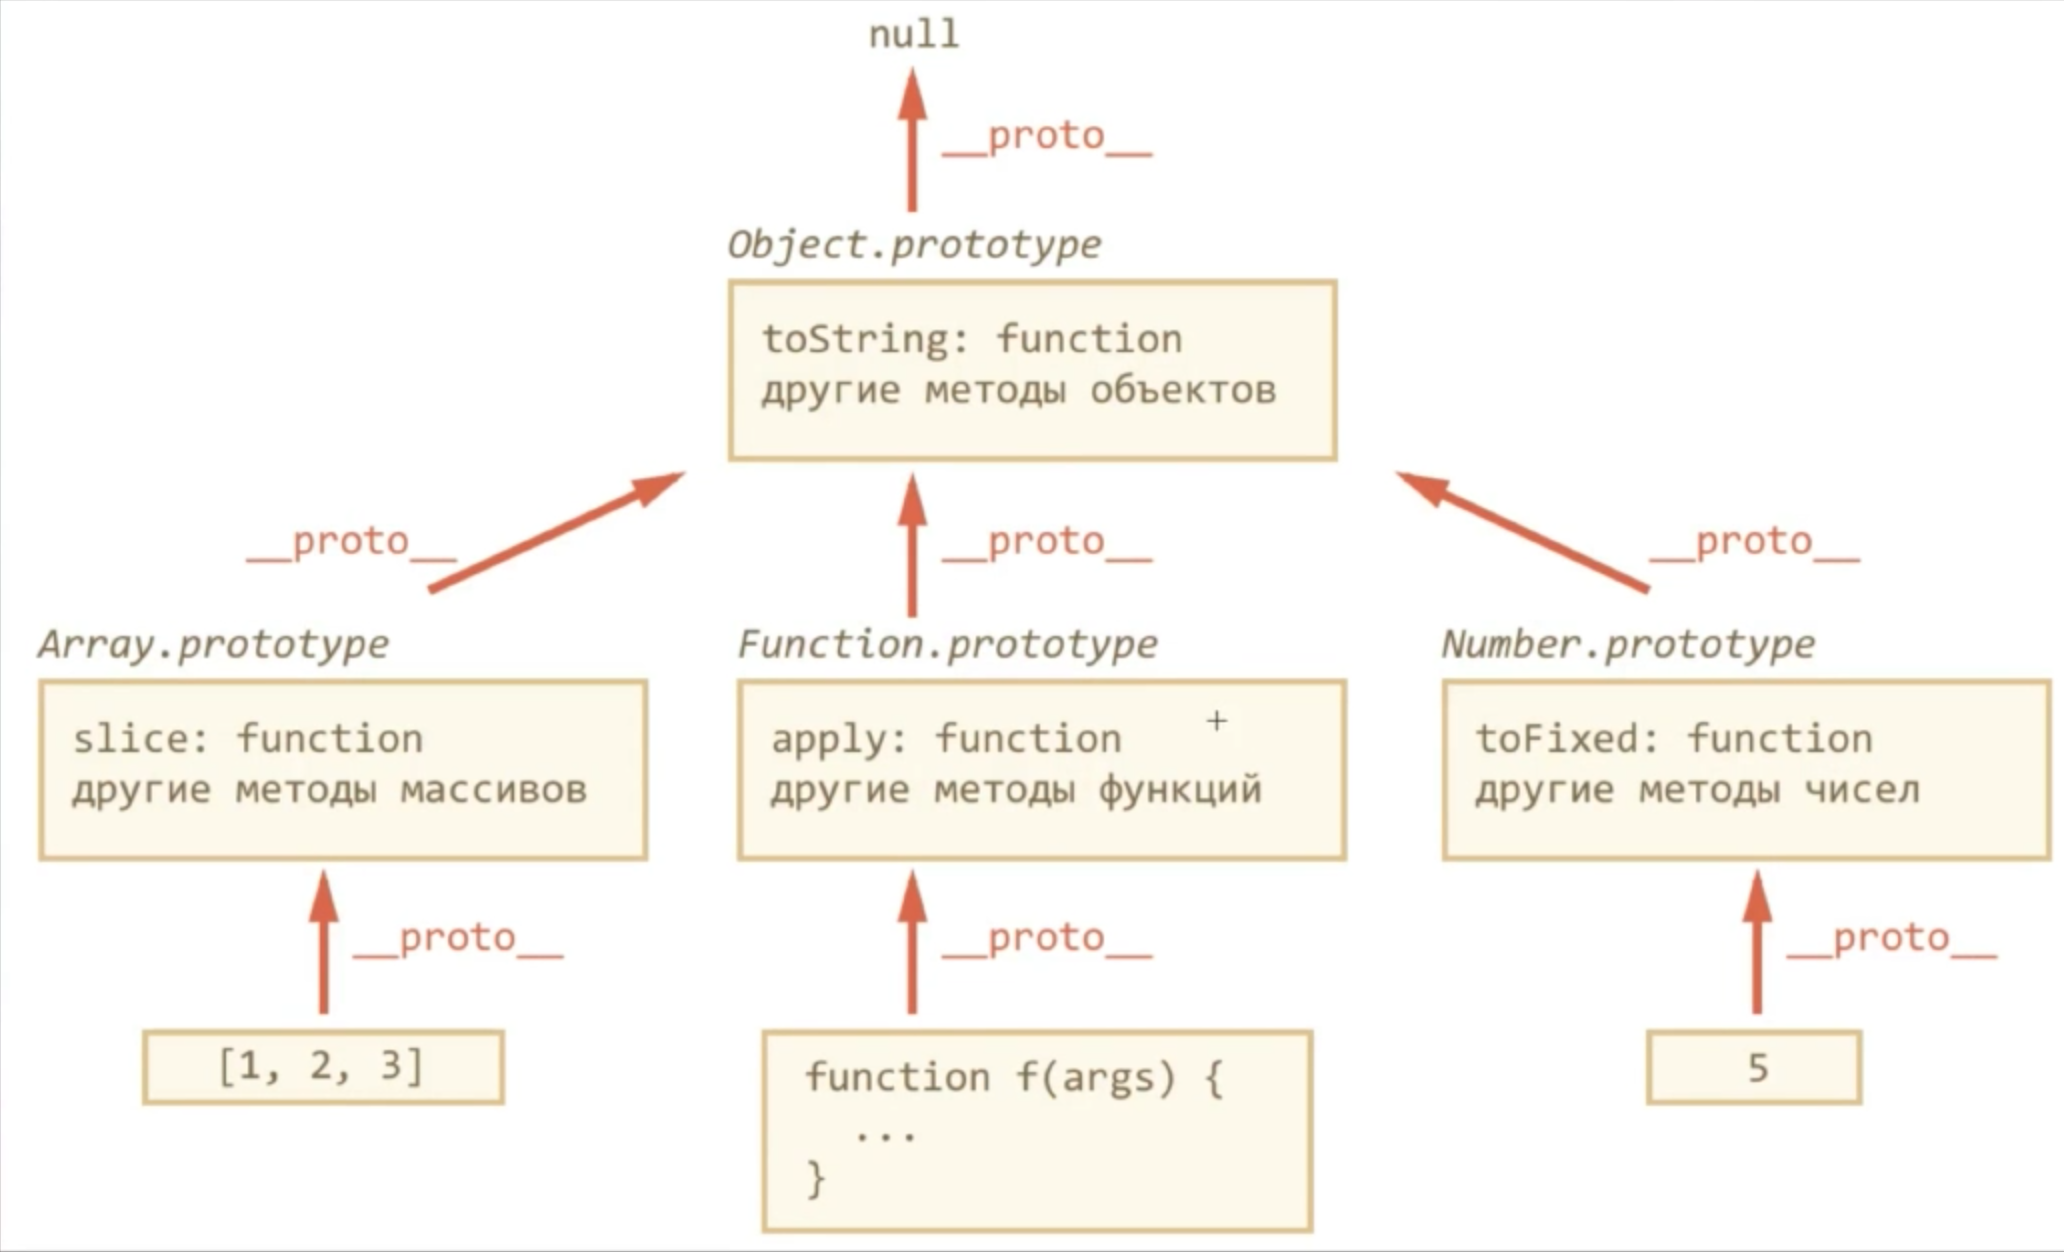 null
__proto__
Object.prototype
toString: function
другие методы объектов
__proto__
__proto__
__proto__
Array.prototype
Function.prototype
Number.prototype
slice: function
другие методы массивов
apply: function
другие методы функций
toFixed: function
другие методы чисел
__proto__
__proto__
__proto__
[1, 2, 3]
function f(args) {
...
}
5